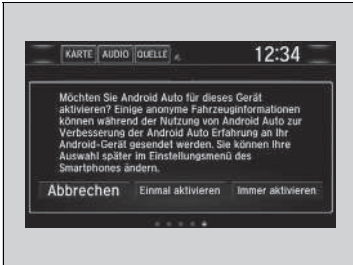 KARTE AUDIO QUELLE 12:34
Möchten Sie Android Auto für dieses Gerät
aktivieren? Einige anonyme Fahrzeuginformationen
können während der Nutzung von Android Auto zur
Verbesserung der Android Auto Erfahrung an Ihr
Android-Gerät gesendet werden. Sie können Ihre
Auswahl später im Einstellungsmenü des
Smartphones ändern.
Abbrechen Einmal aktivieren Immer aktivieren